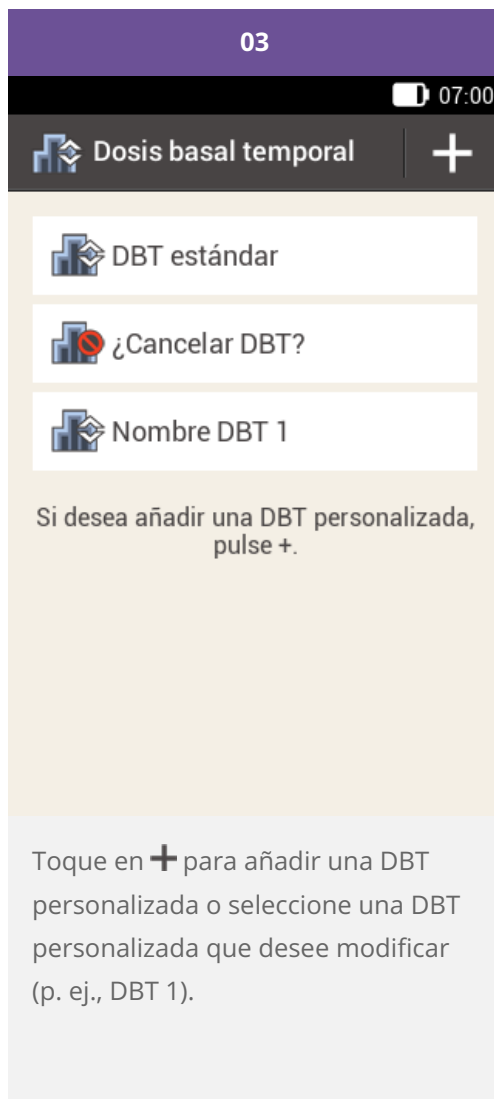 03
07:00
Dosis basal temporal
DBT estándar
¿Cancelar DBT?
Nombre DBT 1
Si desea añadir una DBT personalizada,
pulse +.
Toque en + para añadir una DBT
personalizada o seleccione una DBT
personalizada que desee modificar
(p. ej., DBT 1).